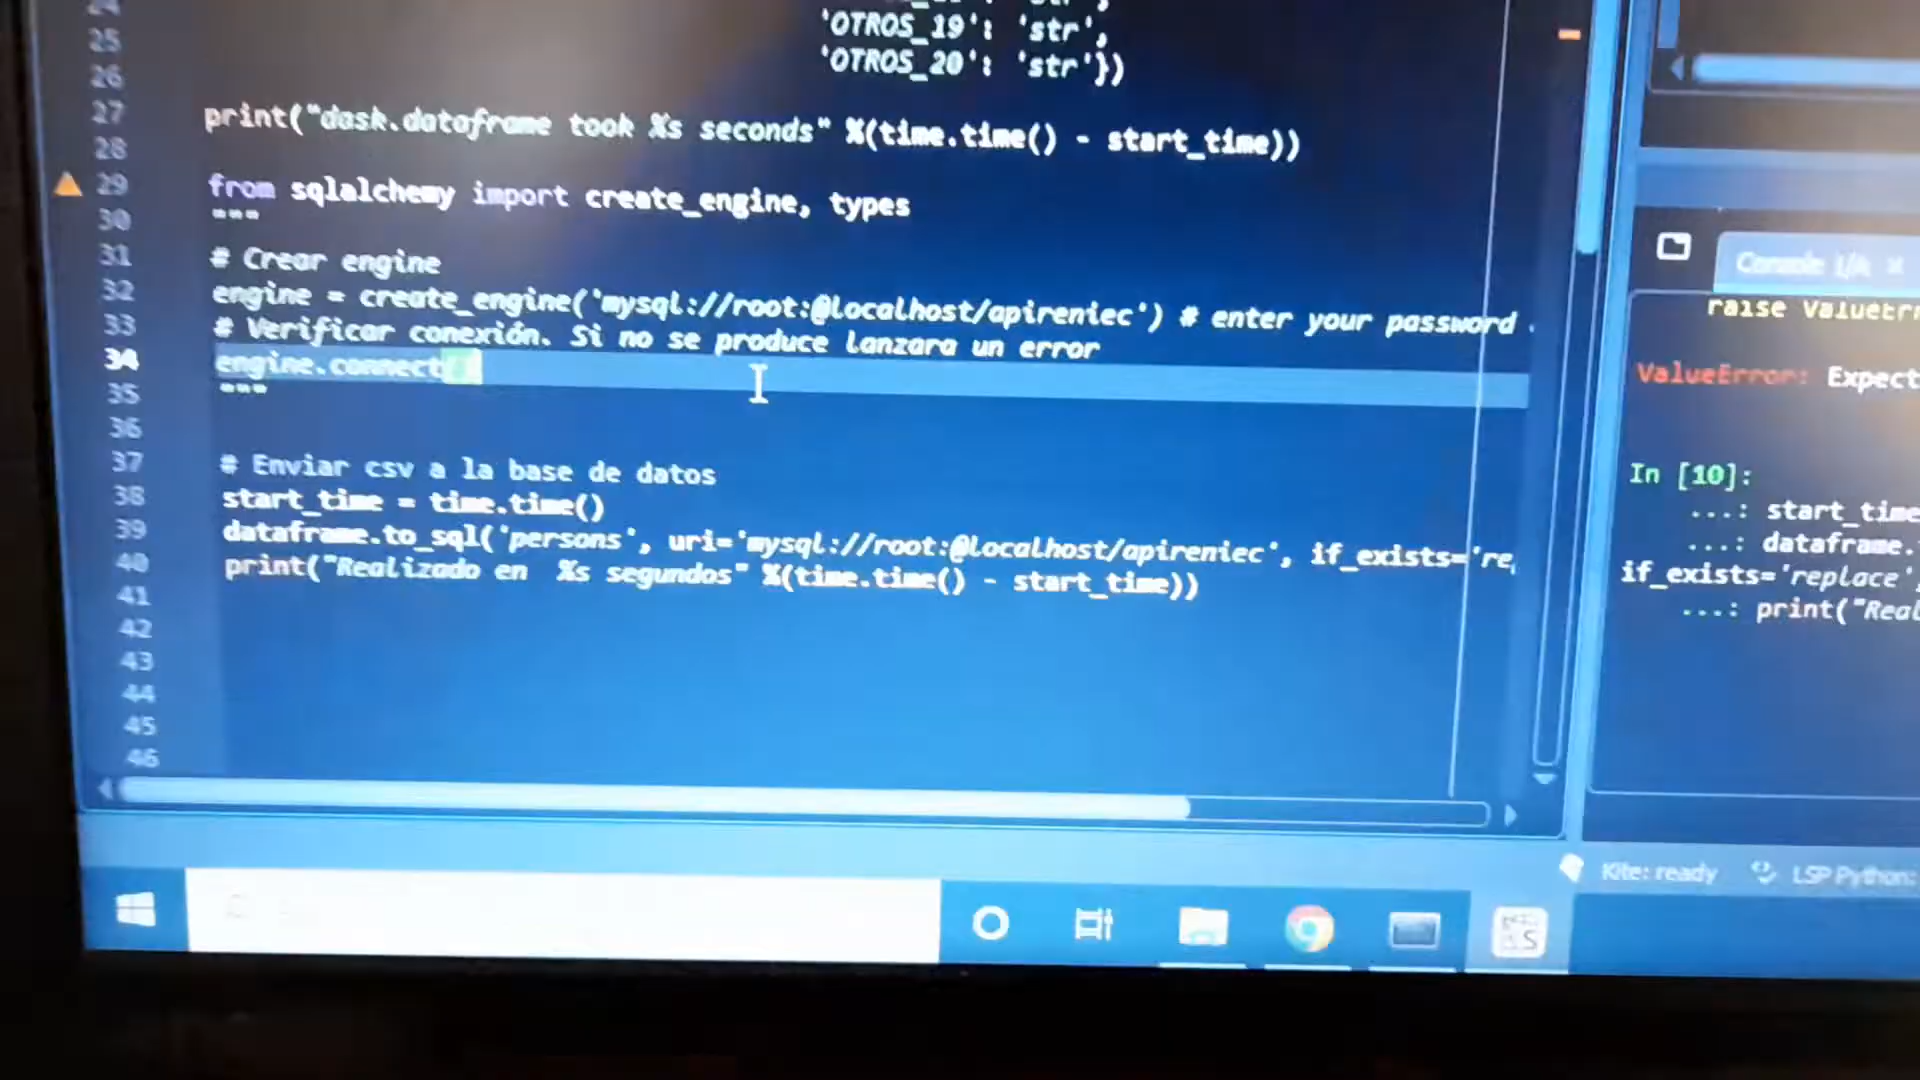 24
25 'OTROS_19': 'str',
26 'OTROS_20': 'str'})
27 print("dask.dataframe took %s seconds" %(time.time() - start_time))
28
29 from sqlalchemy import create_engine, types
30 """
31 # Crear engine
32 engine = create_engine('mysql://root:@localhost/apireniec') # enter your password
33 # Verificar conexión. Si no se produce lanzara un error
34 engine.connect()
35 """
36
37 # Enviar csv a la base de datos
38 start_time = time.time()
39 dataframe.to_sql('persons', uri='mysql://root:@localhost/apireniec', if_exists='re
40 print("Realizado en %s segundos" %(time.time() - start_time))
41
42
43
44
45
46
Console 1/A
raise ValueErr
ValueError: Expect
In [10]:
...: start_time
...: dataframe.
if_exists='replace'
...: print("Real
Kite: ready LSP Python: